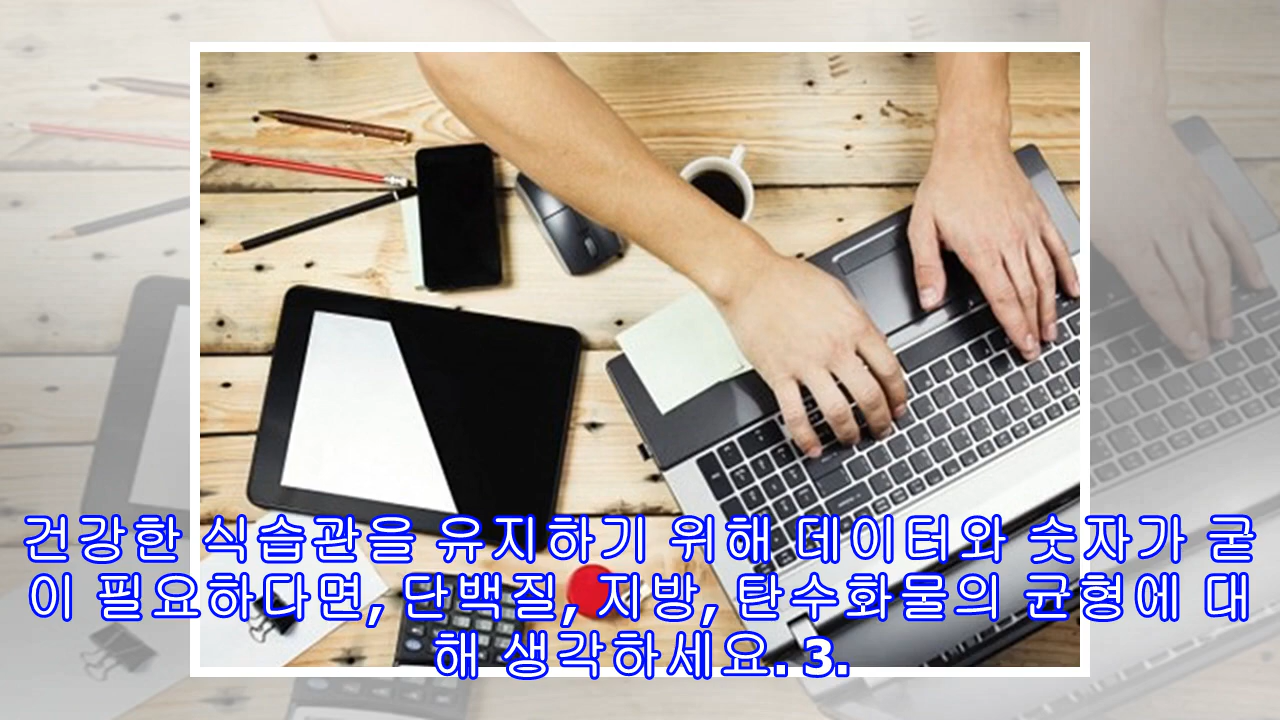 건강한 식습관을 유지하기 위해 데이터와 숫자가 굳
이 필요하다면, 단백질, 지방, 탄수화물의 균형에 대
해 생각하세요. 3.